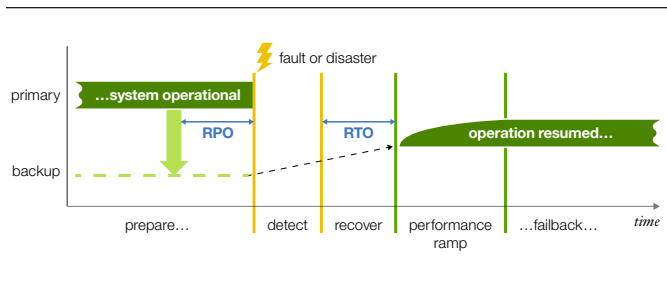 fault or disaster
primary
…system operational
RPO
RTO
operation resumed…
backup
prepare…
detect
recover
performance
ramp
…failback…
time